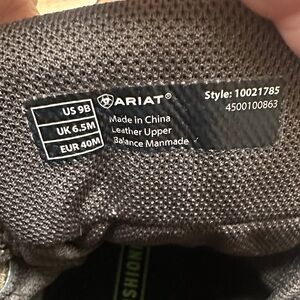 US 9B
UK 6.5M
EUR 40M
ARIAT®
Made in China
Leather Upper
Balance Manmade
Style: 10021785
4500100863